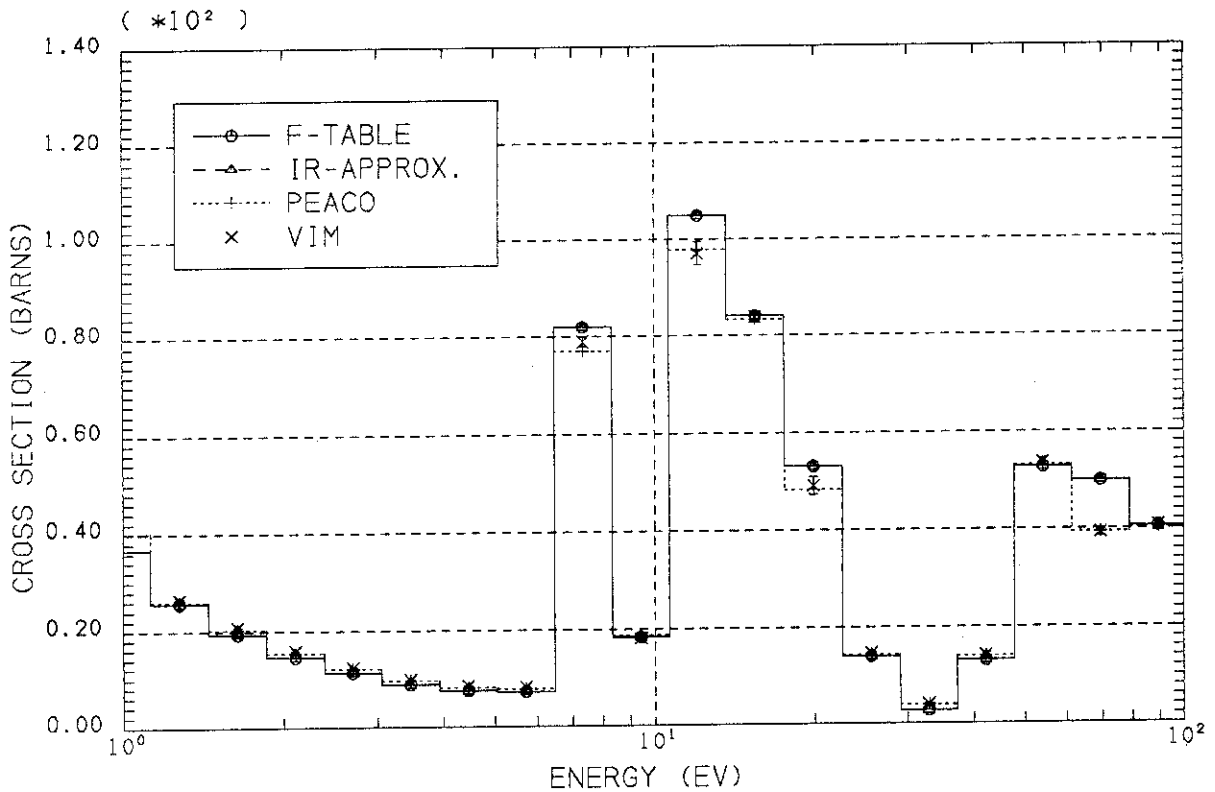 ( *10²  )
1.40
1.20
1.00
0.80
0.60
0.40
0.20
0.00
CROSS SECTION (BARNS)
F-TABLE
IR-APPROX.
PEACO
VIM
10⁰
10¹
10²
ENERGY (EV)